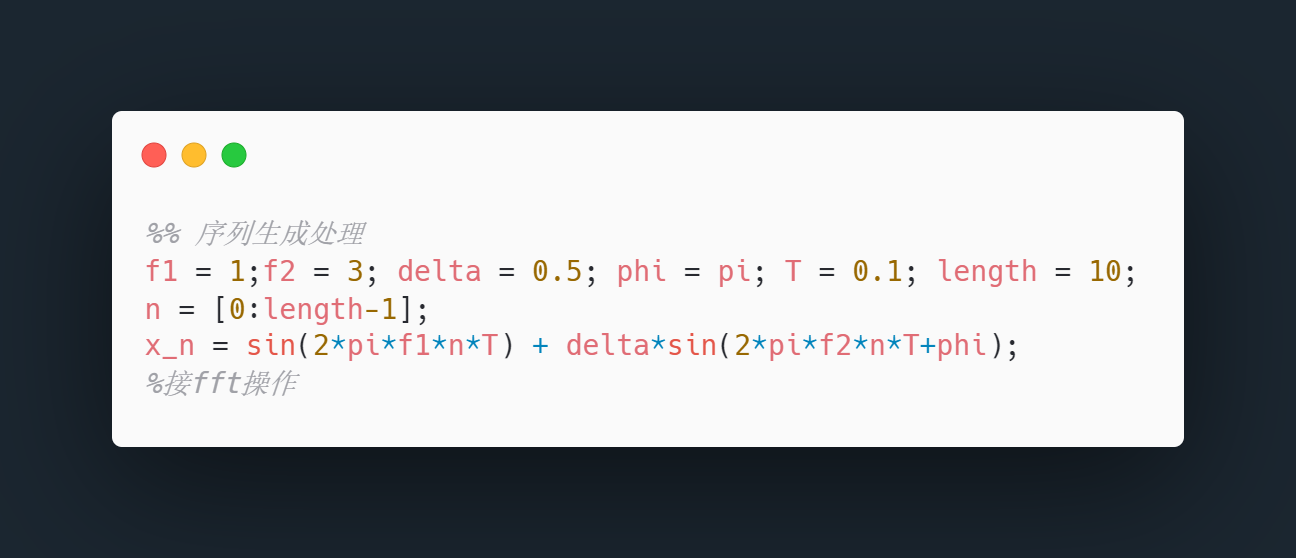 %% 序列生成处理
f1 = 1;f2 = 3; delta = 0.5; phi = pi; T = 0.1; length = 10;
n = [0:length-1];
x_n = sin(2*pi*f1*n*T) + delta*sin(2*pi*f2*n*T+phi);
%接fft操作